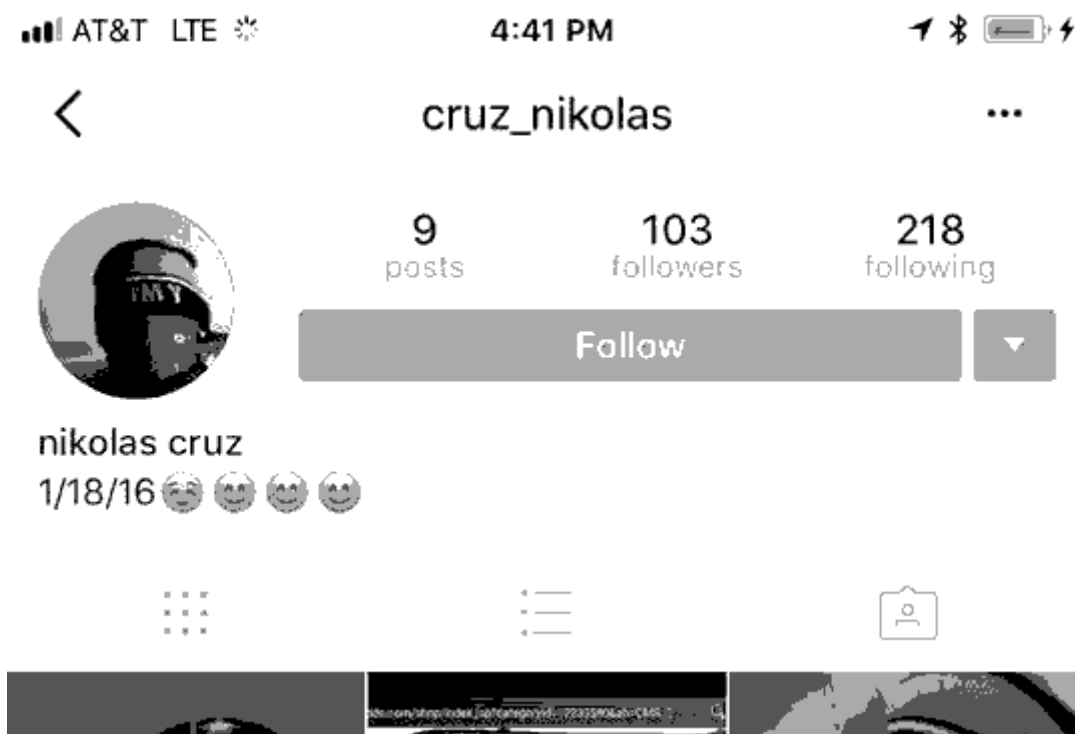 AT&T LTE 4:41 PM
cruz_nikolas
9 103 218
posts followers following
Follow
nikolas cruz
1/18/16